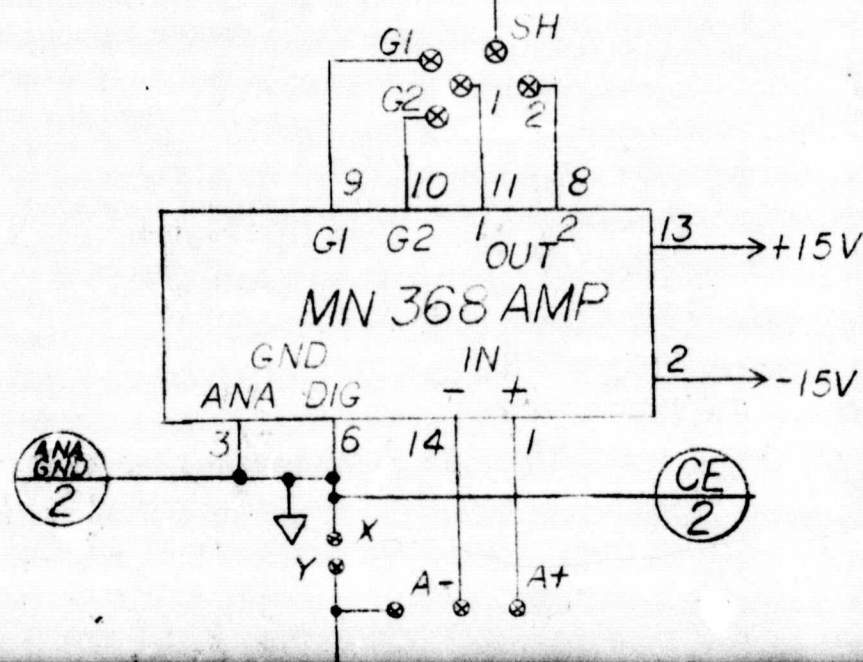 SH
G1
G2
1
2
9 10 11 8
G1 G2 1 2
OUT
13
+15V
MN 368 AMP
GND
IN
2
-15V
ANA DIG - +
3 6 14 1
ANA
GND
2
CE
2
X
Y
A- A+